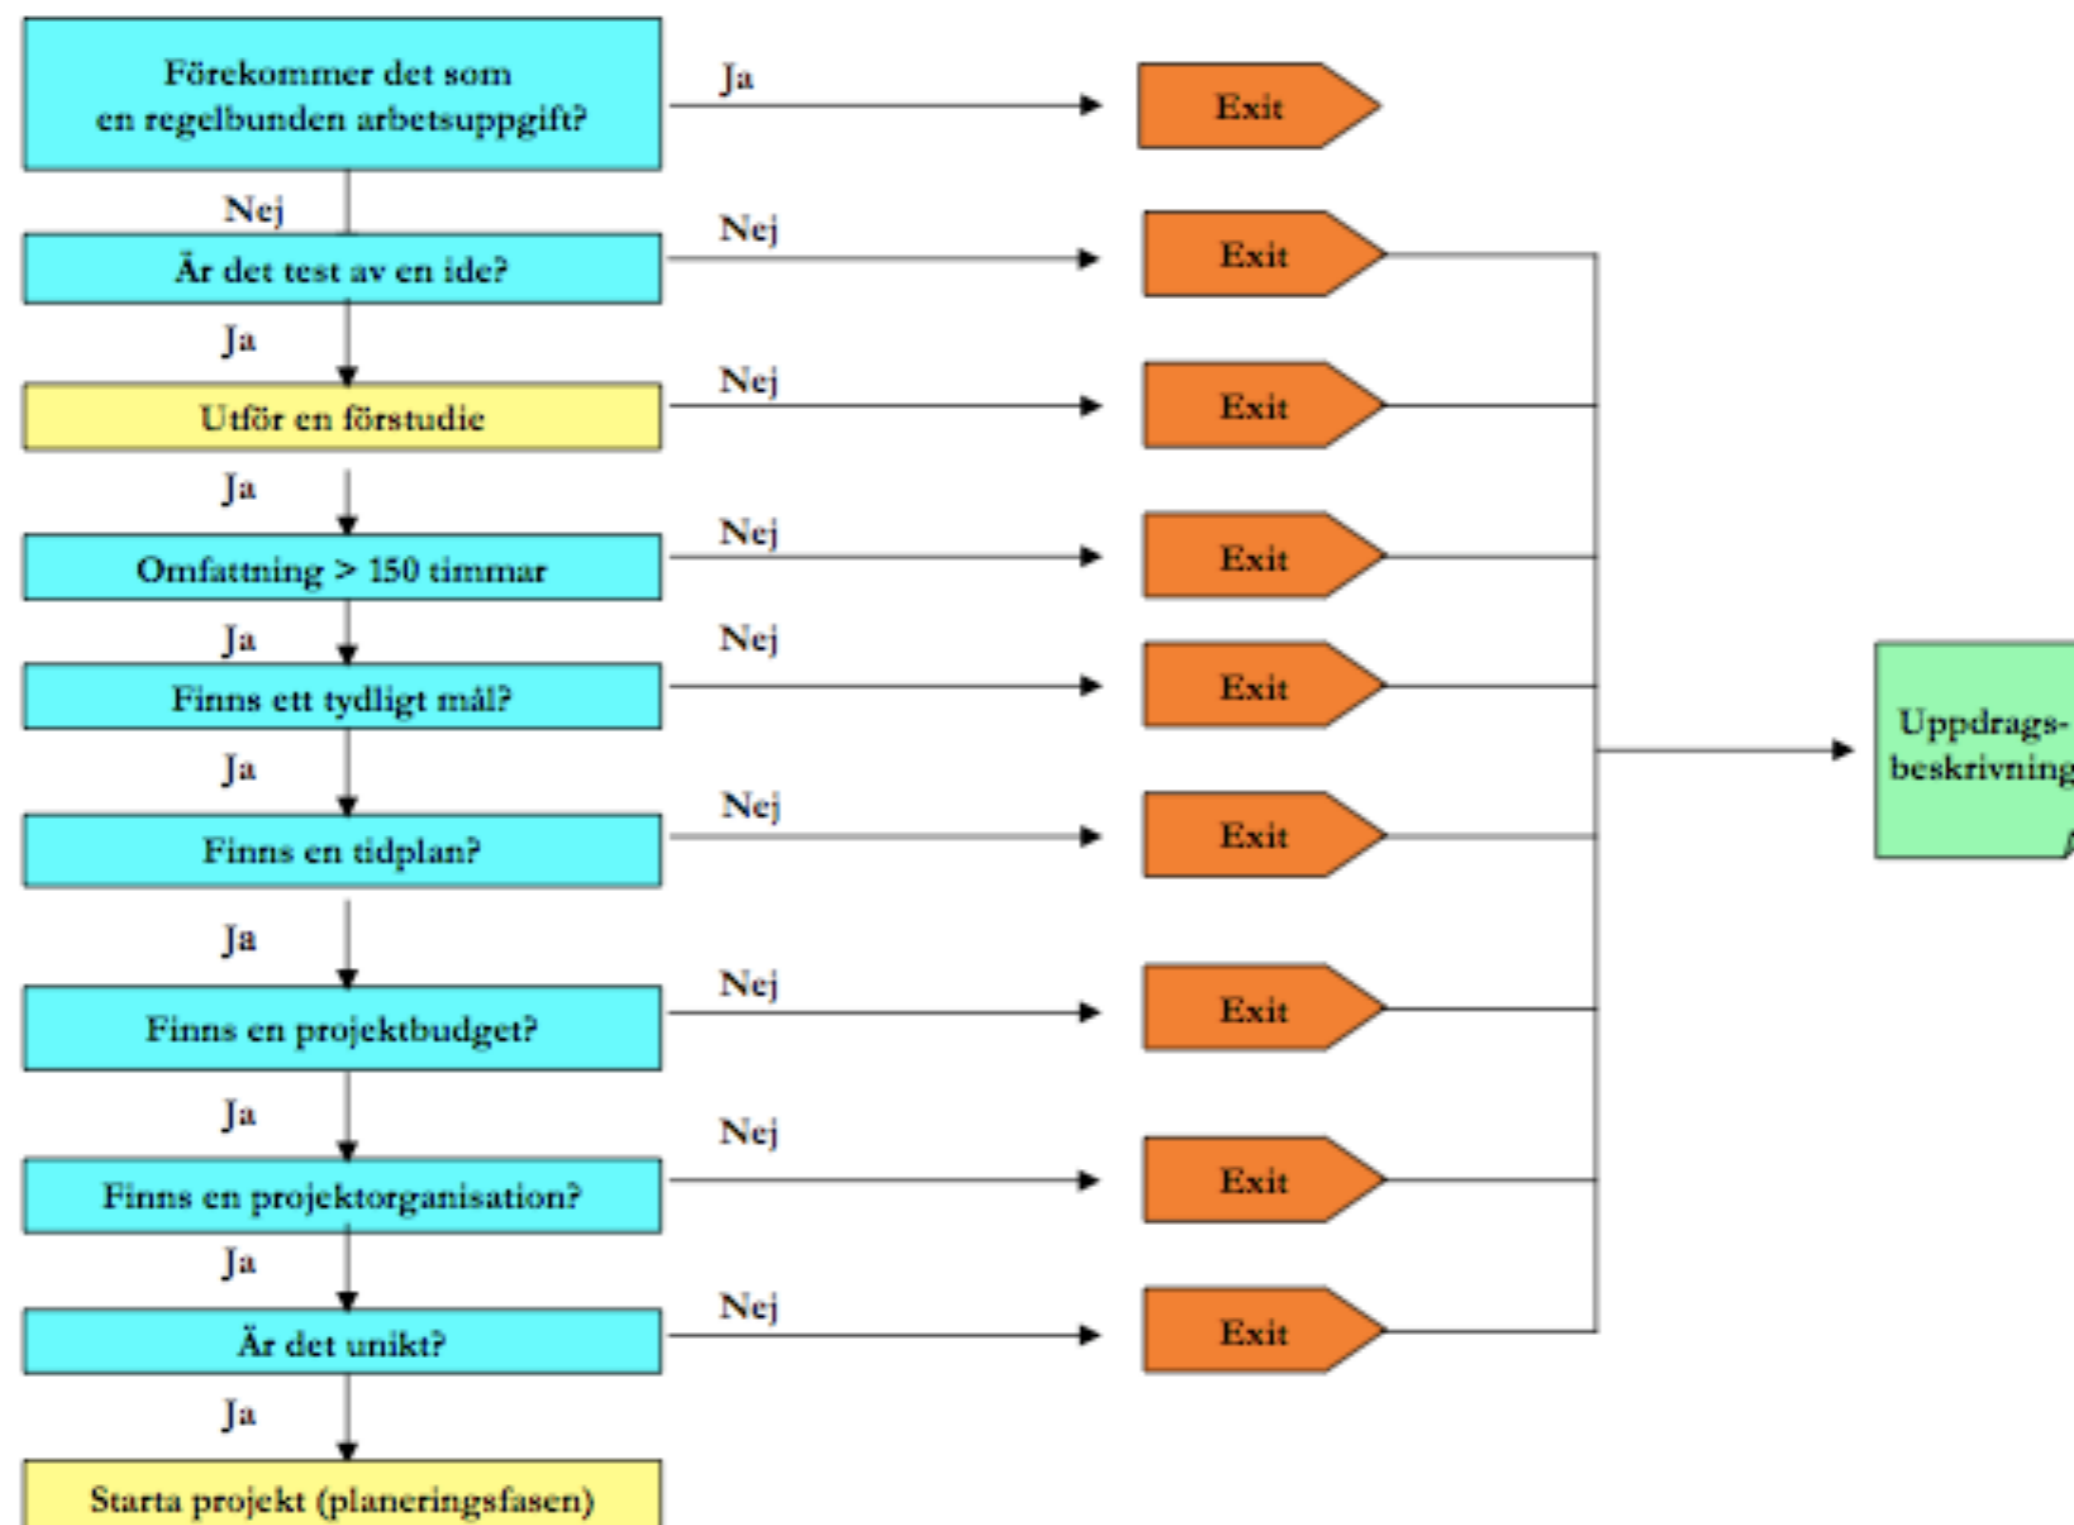 Förekommer det som
en regelbunden arbetsuppgift?
Ja
Exit
Nej
Är det test av en ide?
Nej
Exit
Ja
Utför en förstudie
Nej
Exit
Ja
Omfattning > 150 timmar
Nej
Exit
Ja
Finns ett tydligt mål?
Nej
Exit
Uppdrags-
beskrivning
Ja
Finns en tidplan?
Nej
Exit
Ja
Finns en projektbudget?
Nej
Exit
Ja
Finns en projektorganisation?
Nej
Exit
Ja
Är det unikt?
Nej
Exit
Ja
Starta projekt (planeringsfasen)